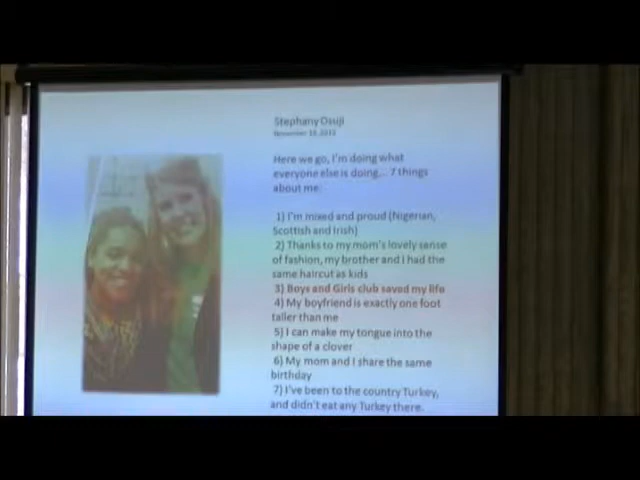 Stephany Osuji
November 19, 2013
Here we go, I'm doing what
everyone else is doing... 7 things
about me:
1) I'm mixed and proud (Nigerian,
Scottish and Irish)
2) Thanks to my mom's lovely sense
of fashion, my brother and I had the
same haircut as kids
3) Boys and Girls club saved my life
4) My boyfriend is exactly one foot
taller than me
5) I can make my tongue into the
shape of a clover
6) My mom and I share the same
birthday
7) I've been to the country Turkey,
and didn't eat any Turkey there.